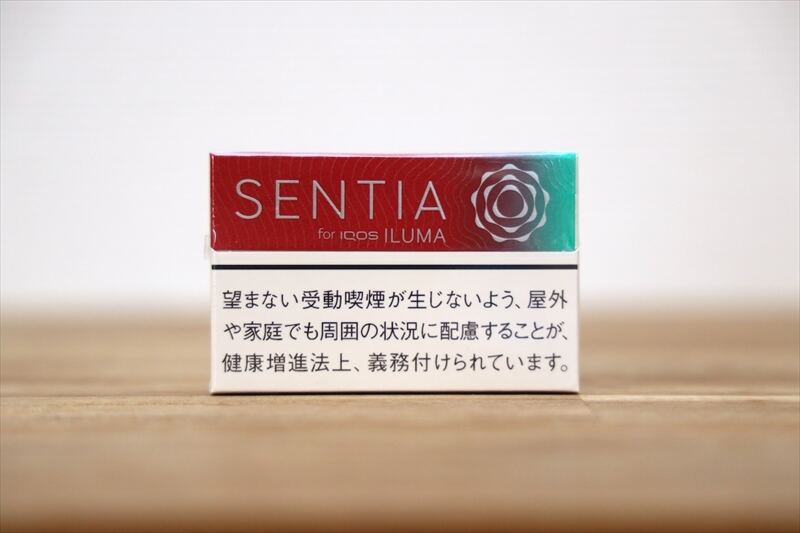 SENTIA
for IQOS ILUMA
望まない受動喫煙が生じないよう、屋外
や家庭でも周囲の状況に配慮することが、
健康増進法上、義務付けられています。